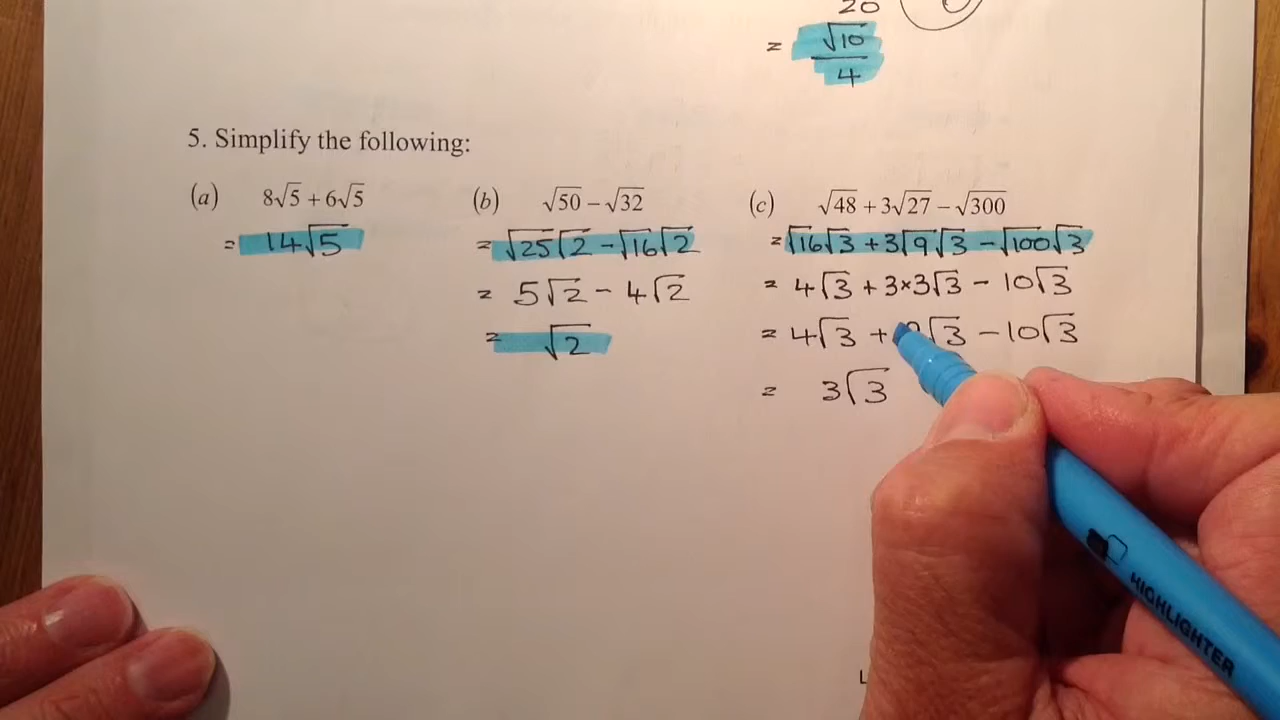 20
= √10
4
5. Simplify the following:
(a) 8√5 + 6√5
= 14√5
(b) √50 − √32
= √25√2 − √16√2
= 5√2 − 4√2
= √2
(c) √48 + 3√27 − √300
= √16√3 + 3√9√3 − √100√3
= 4√3 + 3×3√3 − 10√3
= 4√3 + √3 − 10√3
= 3√3
HIGHLIGHTER